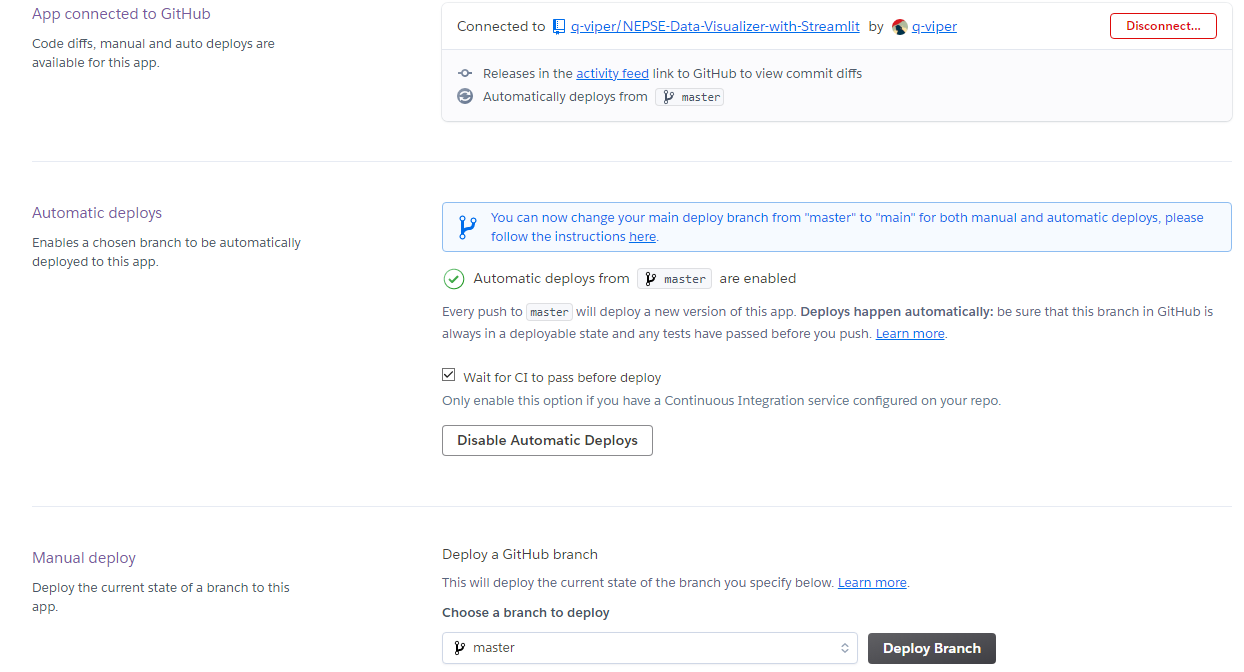 App connected to GitHub
Code diffs, manual and auto deploys are
available for this app.
Connected to q-viper/NEPSE-Data-Visualizer-with-Streamlit by q-viper
Disconnect...
Releases in the activity feed link to GitHub to view commit diffs
Automatically deploys from master
Automatic deploys
Enables a chosen branch to be automatically
deployed to this app.
You can now change your main deploy branch from "master" to "main" for both manual and automatic deploys, please
follow the instructions here.
Automatic deploys from master are enabled
Every push to master will deploy a new version of this app. Deploys happen automatically: be sure that this branch in GitHub is
always in a deployable state and any tests have passed before you push. Learn more.
Wait for CI to pass before deploy
Only enable this option if you have a Continuous Integration service configured on your repo.
Disable Automatic Deploys
Manual deploy
Deploy the current state of a branch to this
app.
Deploy a GitHub branch
This will deploy the current state of the branch you specify below. Learn more.
Choose a branch to deploy
master
Deploy Branch